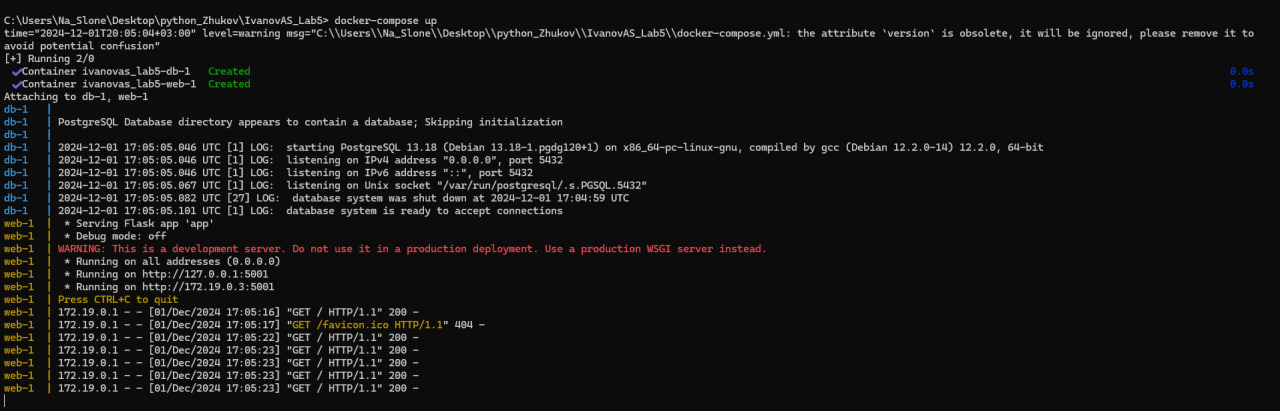 C:\Users\Na_Slone\Desktop\python_Zhukov\IvanovAS_Lab5> docker-compose up
time="2024-12-01T20:05:04+03:00" level=warning msg="C:\\Users\\Na_Slone\\Desktop\\python_Zhukov\\IvanovAS_Lab5\\docker-compose.yml: the attribute `version` is obsolete, it will be ignored, please remove it to
avoid potential confusion"
[+] Running 2/0
✔Container ivanovas_lab5-db-1   Created   0.0s
✔Container ivanovas_lab5-web-1  Created   0.0s
Attaching to db-1, web-1
db-1   |
db-1   | PostgreSQL Database directory appears to contain a database; Skipping initialization
db-1   |
db-1   | 2024-12-01 17:05:05.046 UTC [1] LOG:  starting PostgreSQL 13.18 (Debian 13.18-1.pgdg120+1) on x86_64-pc-linux-gnu, compiled by gcc (Debian 12.2.0-14) 12.2.0, 64-bit
db-1   | 2024-12-01 17:05:05.046 UTC [1] LOG:  listening on IPv4 address "0.0.0.0", port 5432
db-1   | 2024-12-01 17:05:05.046 UTC [1] LOG:  listening on IPv6 address "::", port 5432
db-1   | 2024-12-01 17:05:05.067 UTC [1] LOG:  listening on Unix socket "/var/run/postgresql/.s.PGSQL.5432"
db-1   | 2024-12-01 17:05:05.082 UTC [27] LOG:  database system was shut down at 2024-12-01 17:04:59 UTC
db-1   | 2024-12-01 17:05:05.101 UTC [1] LOG:  database system is ready to accept connections
web-1  |  * Serving Flask app 'app'
web-1  |  * Debug mode: off
web-1  | WARNING: This is a development server. Do not use it in a production deployment. Use a production WSGI server instead.
web-1  |  * Running on all addresses (0.0.0.0)
web-1  |  * Running on http://127.0.0.1:5001
web-1  |  * Running on http://172.19.0.3:5001
web-1  | Press CTRL+C to quit
web-1  | 172.19.0.1 - - [01/Dec/2024 17:05:16] "GET / HTTP/1.1" 200 -
web-1  | 172.19.0.1 - - [01/Dec/2024 17:05:17] "GET /favicon.ico HTTP/1.1" 404 -
web-1  | 172.19.0.1 - - [01/Dec/2024 17:05:22] "GET / HTTP/1.1" 200 -
web-1  | 172.19.0.1 - - [01/Dec/2024 17:05:23] "GET / HTTP/1.1" 200 -
web-1  | 172.19.0.1 - - [01/Dec/2024 17:05:23] "GET / HTTP/1.1" 200 -
web-1  | 172.19.0.1 - - [01/Dec/2024 17:05:23] "GET / HTTP/1.1" 200 -
web-1  | 172.19.0.1 - - [01/Dec/2024 17:05:23] "GET / HTTP/1.1" 200 -